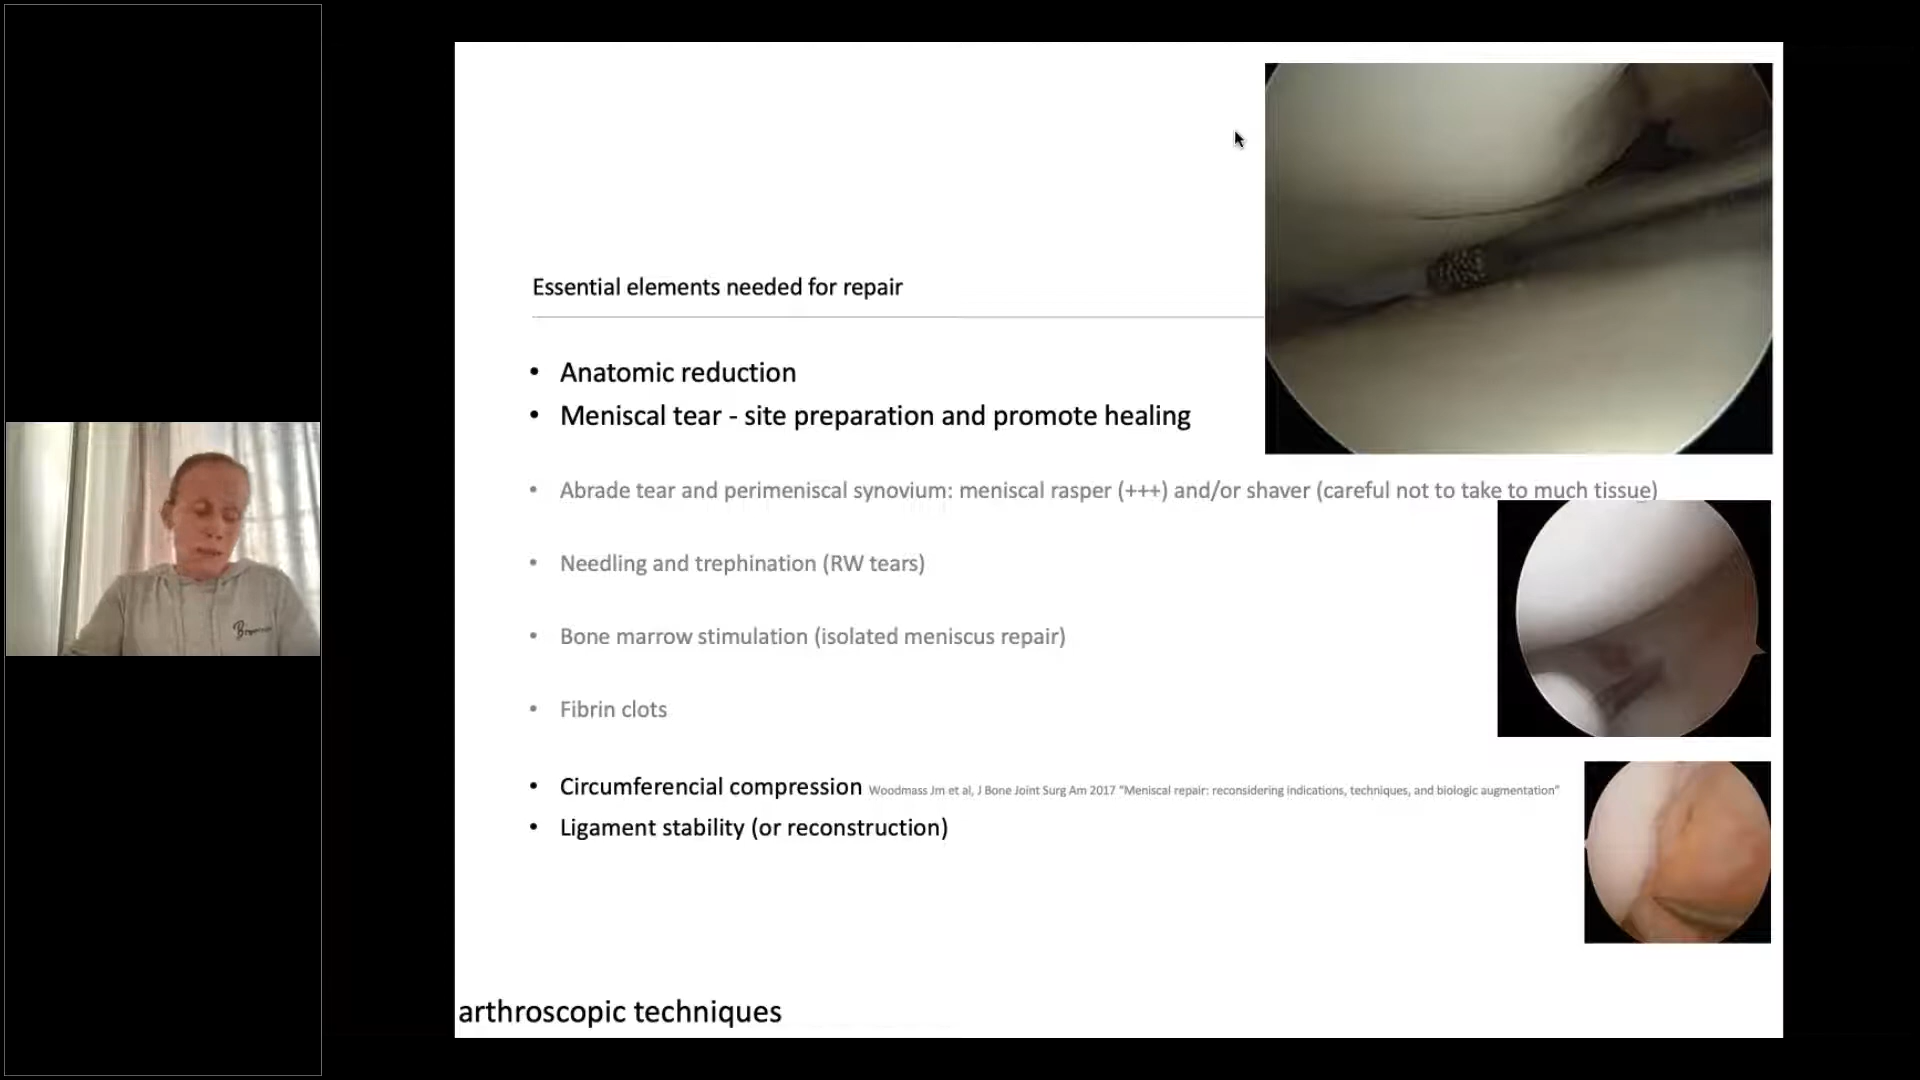 Essential elements needed for repair
• Anatomic reduction
• Meniscal tear - site preparation and promote healing
• Abrade tear and perimeniscal synovium: meniscal rasper (+++) and/or shaver (careful not to take to much tissue)
• Needling and trephination (RW tears)
• Bone marrow stimulation (isolated meniscus repair)
• Fibrin clots
• Circumferencial compression Woodmass Jm et al, J Bone Joint Surg Am 2017 "Meniscal repair: reconsidering indications, techniques, and biologic augmentation"
• Ligament stability (or reconstruction)
arthroscopic techniques